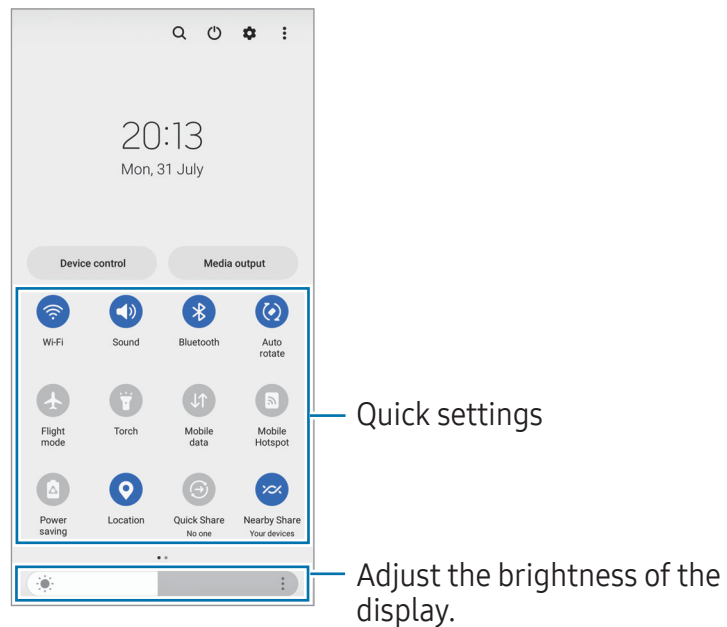 20:13
Mon, 31 July
Device control Media output
Wi-Fi Sound Bluetooth Auto
rotate
Flight Torch Mobile Mobile
mode data Hotspot
Power Location Quick Share Nearby Share
saving No one Your devices
Quick settings
Adjust the brightness of the
display.